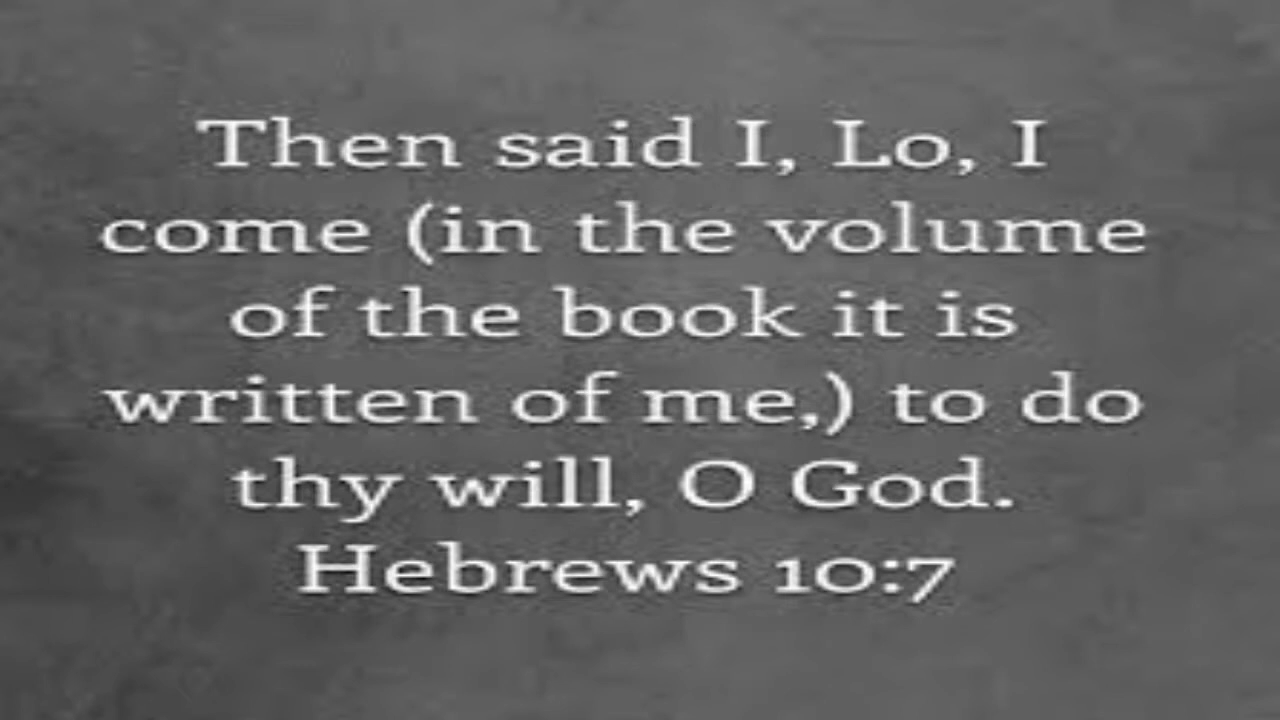 Then said I, Lo, I
come (in the volume
of the book it is
written of me,) to do
thy will, O God.
Hebrews 10:7